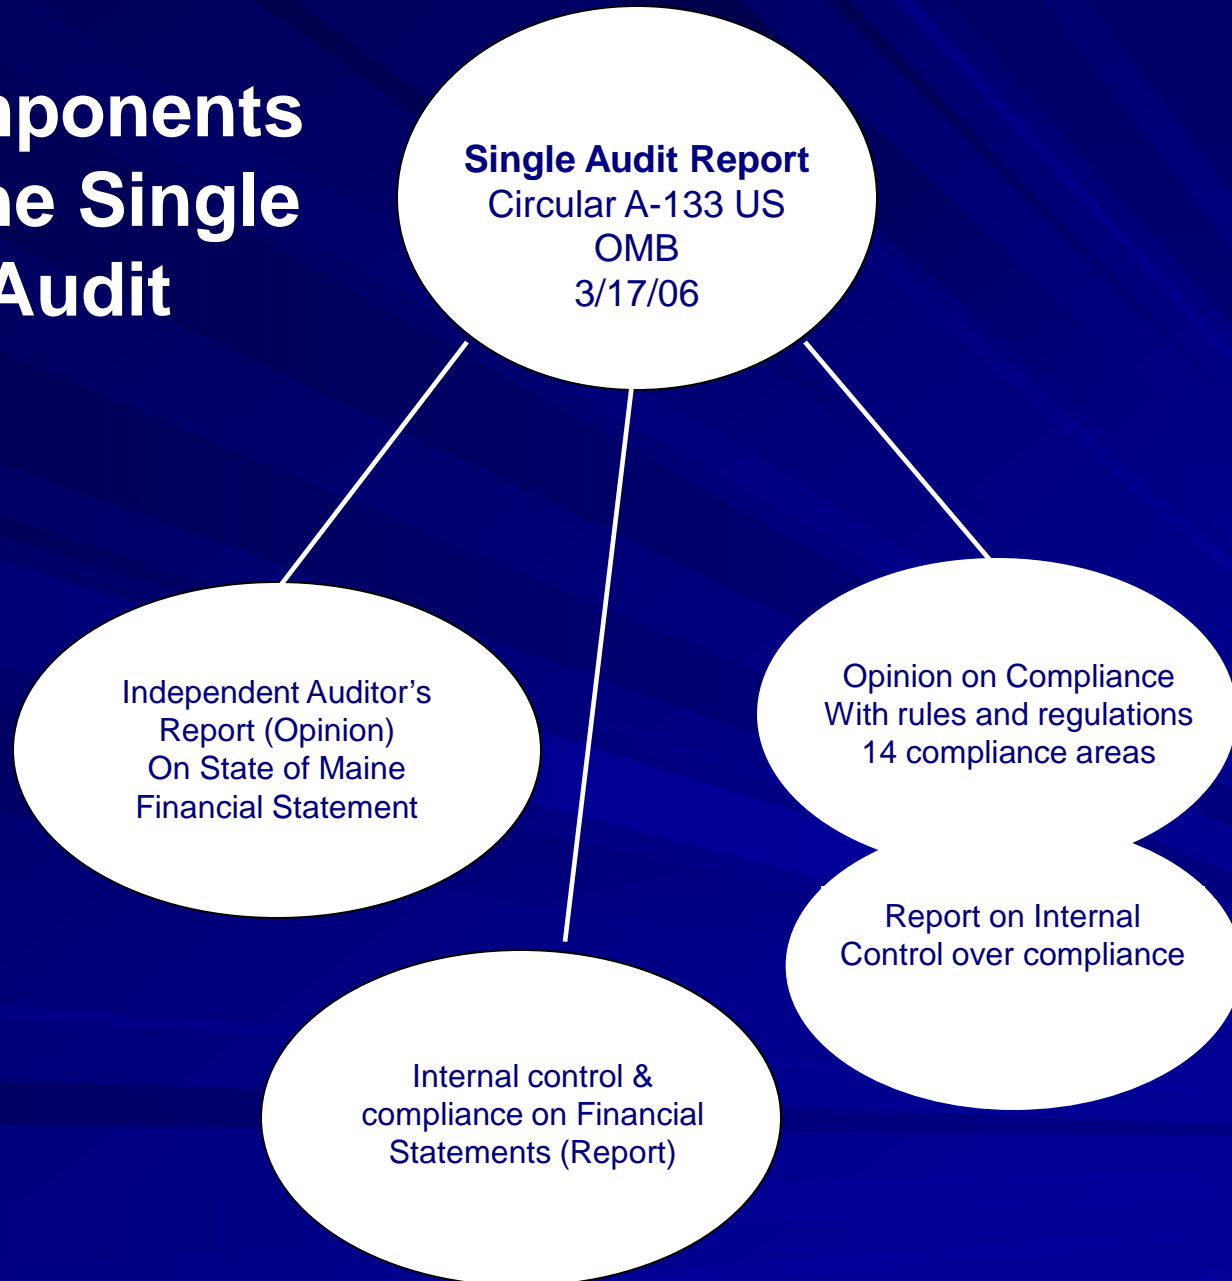 mponents
ne Single
Audit
Single Audit Report
Circular A-133 US
OMB
3/17/06
Independent Auditor’s
Report (Opinion)
On State of Maine
Financial Statement
Opinion on Compliance
With rules and regulations
14 compliance areas
Report on Internal
Control over compliance
Internal control &
compliance on Financial
Statements (Report)